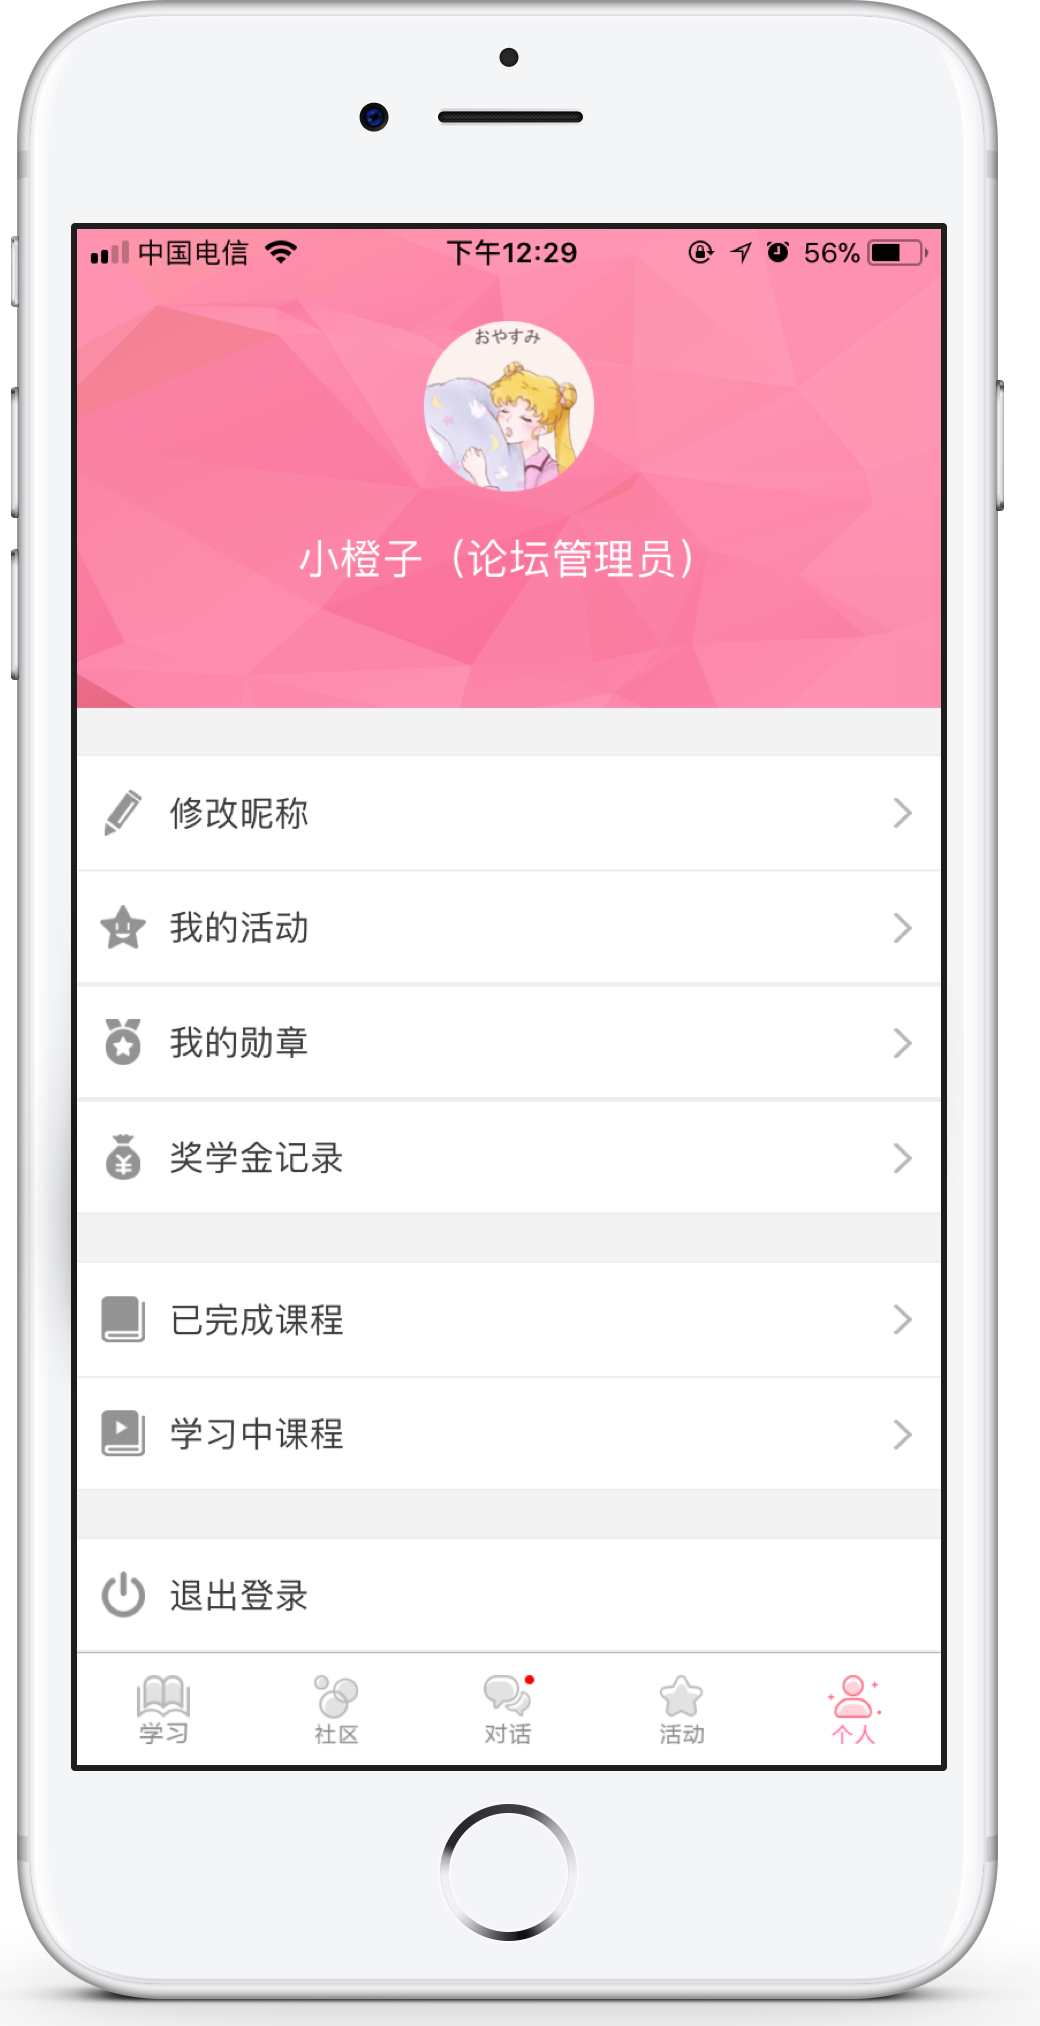 中国电信 下午12:29 56%
おやすみ
小橙子（论坛管理员）
修改昵称
我的活动
我的勋章
奖学金记录
已完成课程
学习中课程
退出登录
学习 社区 对话 活动 个人